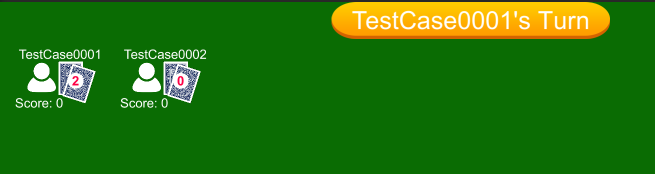 TestCase0001's Turn
TestCase0001 TestCase0002
2 0
Score: 0 Score: 0